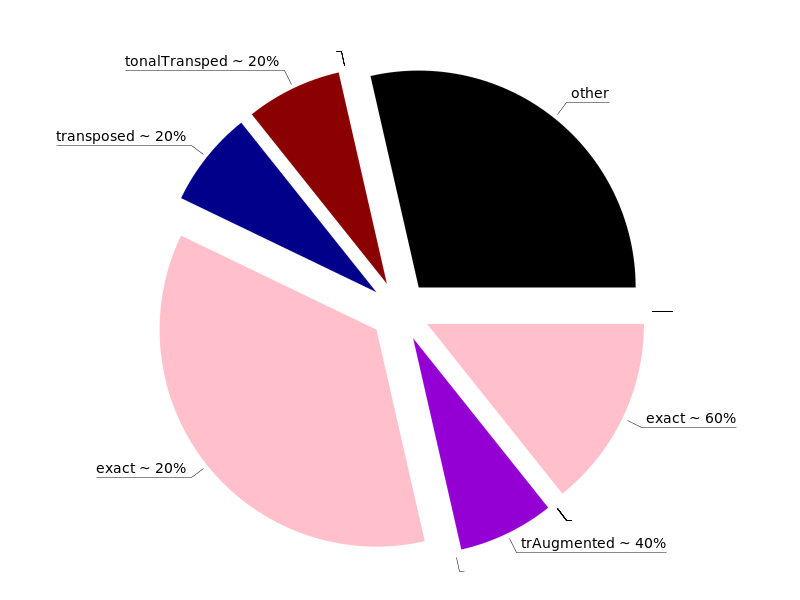 tonalTransped ~ 20%
other
transposed ~ 20%
exact ~ 60%
exact ~ 20%
trAugmented ~ 40%